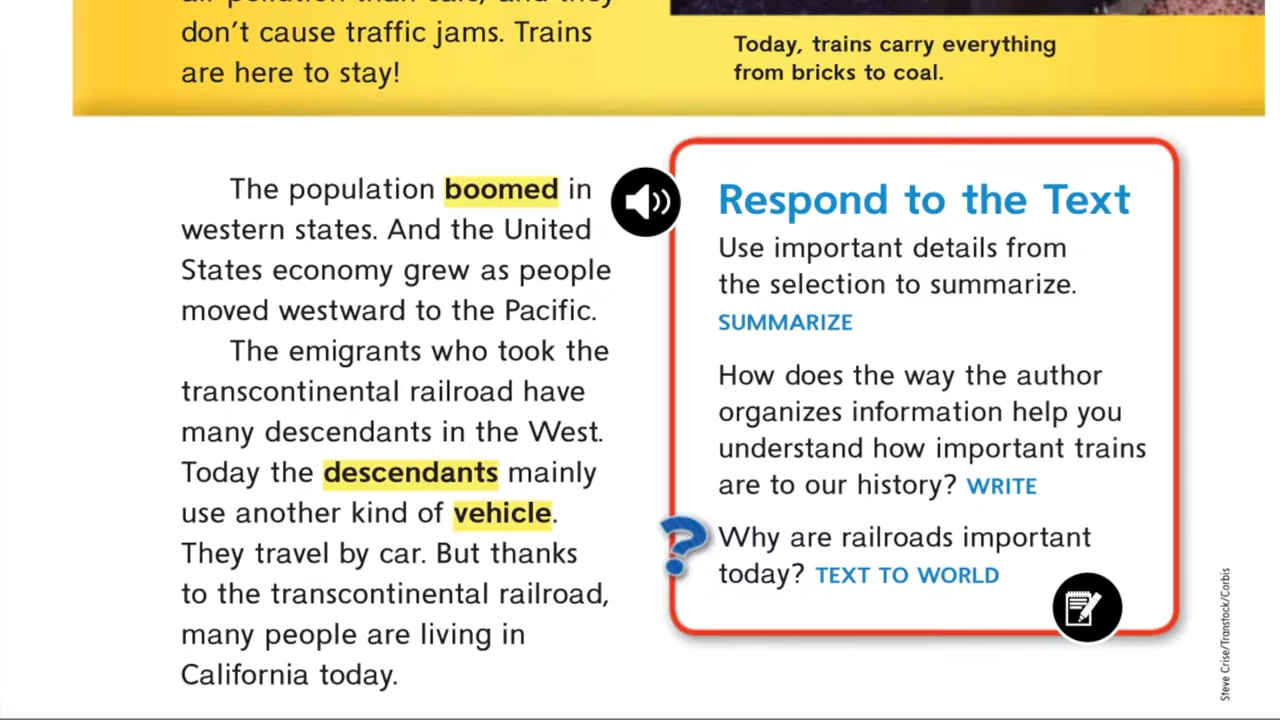 don't cause traffic jams. Trains
are here to stay!
Today, trains carry everything
from bricks to coal.
The population boomed in
western states. And the United
States economy grew as people
moved westward to the Pacific.
The emigrants who took the
transcontinental railroad have
many descendants in the West.
Today the descendants mainly
use another kind of vehicle.
They travel by car. But thanks
to the transcontinental railroad,
many people are living in
California today.
Respond to the Text
Use important details from
the selection to summarize.
SUMMARIZE
How does the way the author
organizes information help you
understand how important trains
are to our history? WRITE
Why are railroads important
today? TEXT TO WORLD
Steve Crise/Transtock/Corbis